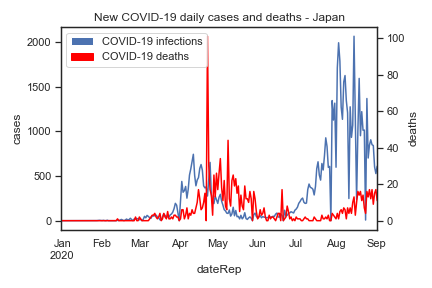 New COVID-19 daily cases and deaths - Japan
COVID-19 infections
COVID-19 deaths
2000
1500
1000
500
0
cases
100
80
60
40
20
0
deaths
Jan Feb Mar Apr May Jun Jul Aug Sep
2020
dateRep